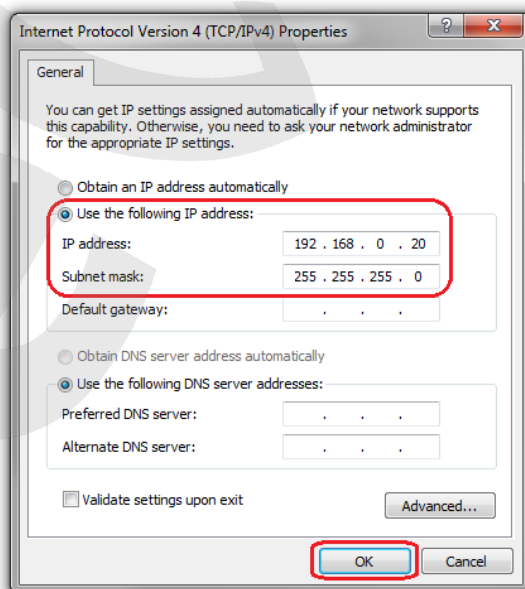 Internet Protocol Version 4 (TCP/IPv4) Properties
General
You can get IP settings assigned automatically if your network supports
this capability. Otherwise, you need to ask your network administrator
for the appropriate IP settings.
Obtain an IP address automatically
Use the following IP address:
IP address: 192 . 168 . 0 . 20
Subnet mask: 255 . 255 . 255 . 0
Default gateway: . . .
Obtain DNS server address automatically
Use the following DNS server addresses:
Preferred DNS server: . . .
Alternate DNS server: . . .
Validate settings upon exit
Advanced...
OK Cancel